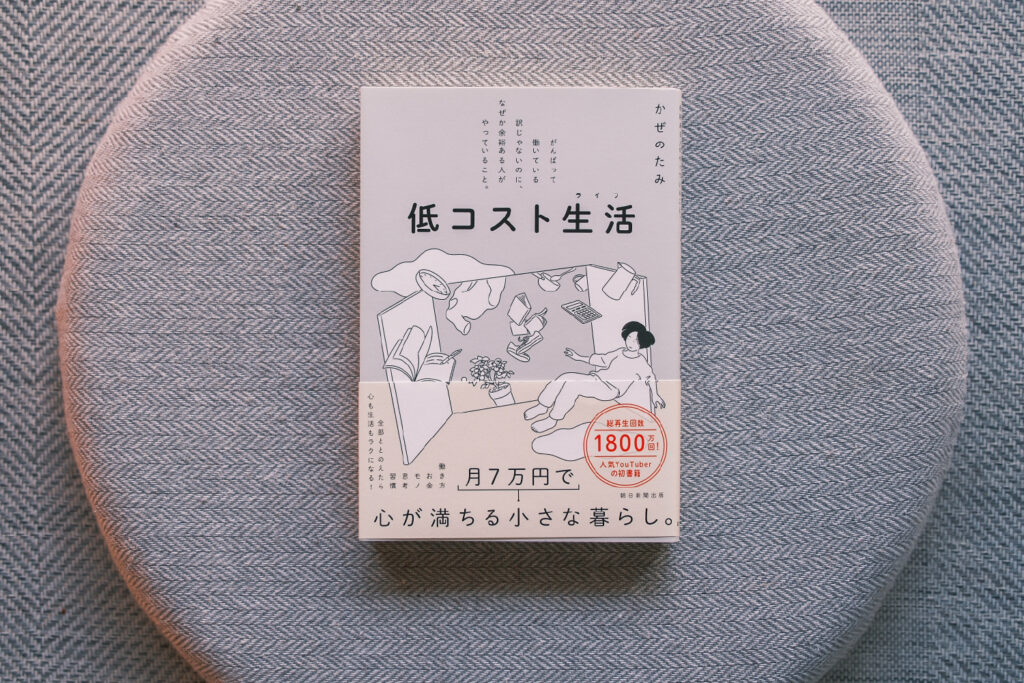 かぜのたみ
がんばって
働いている
訳じゃないのに、
なぜか余裕ある人が
やっていること。
ライフ
低コスト生活
総再生回数
1800万回!
人気YouTuber
の初書籍
働き方
お金
モノ
思考
習慣
全部ととのえたら
心も生活もラクになる!
月7万円で
心が満ちる小さな暮らし。
朝日新聞出版